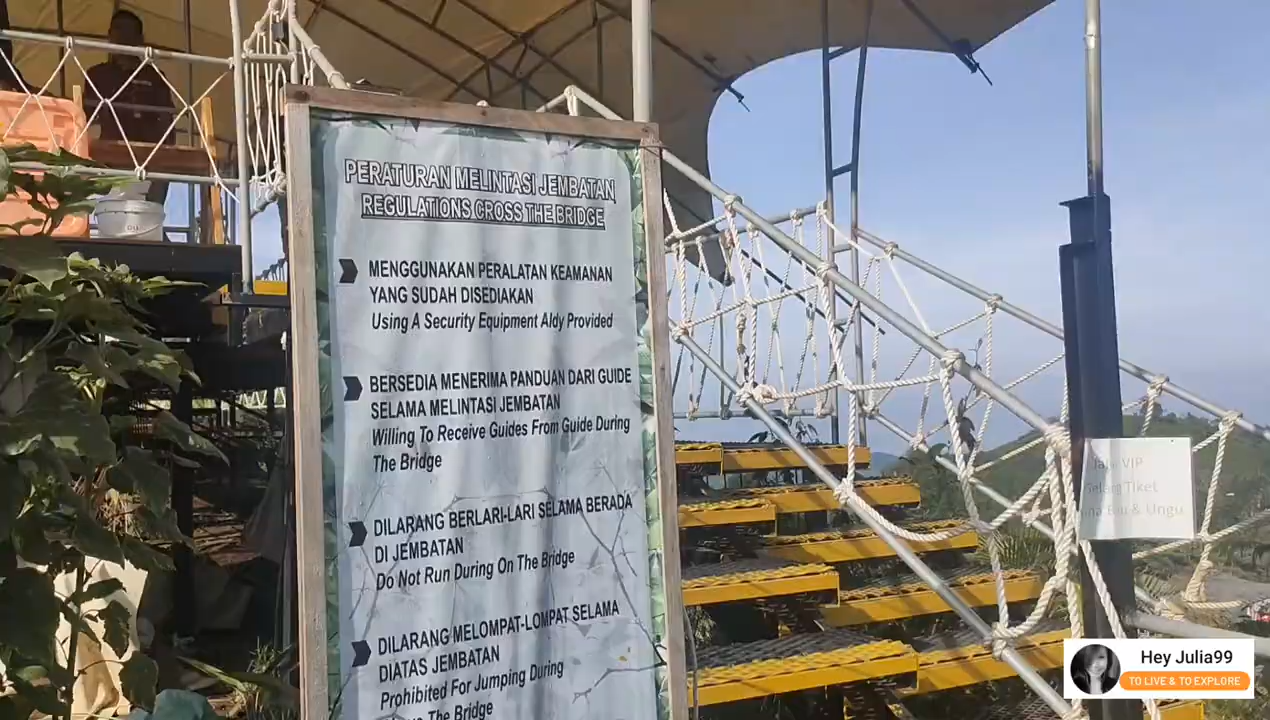 PERATURAN MELINTASI JEMBATAN
REGULATIONS CROSS THE BRIDGE
MENGGUNAKAN PERALATAN KEAMANAN
YANG SUDAH DISEDIAKAN
Using A Security Equipment Aldy Provided
BERSEDIA MENERIMA PANDUAN DARI GUIDE
SELAMA MELINTASI JEMBATAN
Willing To Receive Guides From Guide During
The Bridge
DILARANG BERLARI-LARI SELAMA BERADA
DI JEMBATAN
Do Not Run During On The Bridge
DILARANG MELOMPAT-LOMPAT SELAMA
DIATAS JEMBATAN
Prohibited For Jumping During
The Bridge
VIP
Tiket
& Ungu
Hey Julia99
TO LIVE & TO EXPLORE